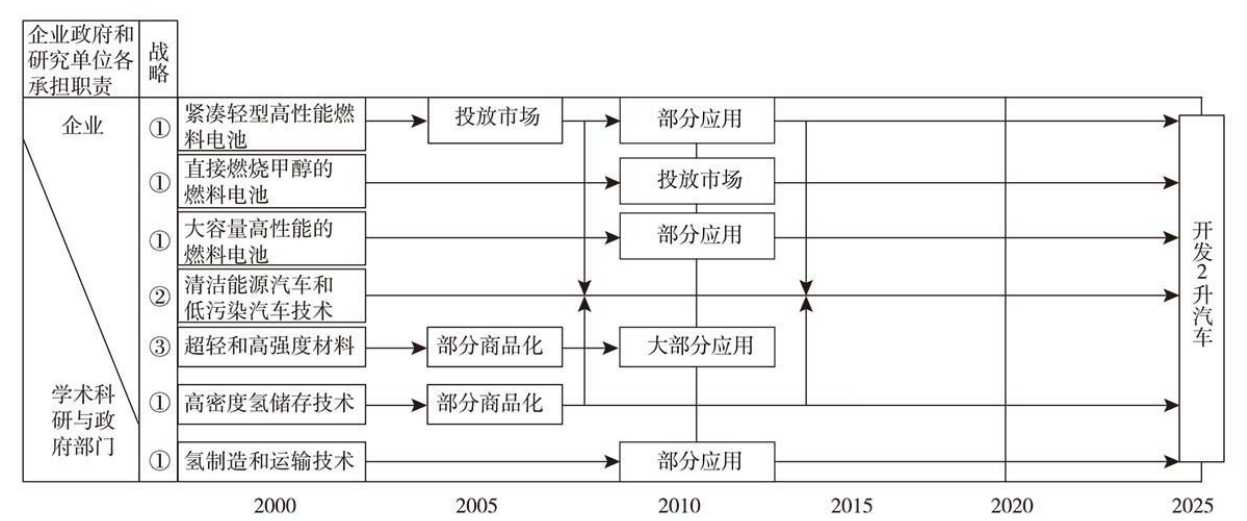 企业政府和
研究单位各
承担职责
战略
企业
①
紧凑轻型高性能燃
料电池
投放市场
部分应用
①
直接燃烧甲醇的
燃料电池
投放市场
①
大容量高性能的
燃料电池
部分应用
②
清洁能源汽车和
低污染汽车技术
③
超轻和高强度材料
部分商品化
大部分应用
学术科
研与政
府部门
①
高密度氢储存技术
部分商品化
①
氢制造和运输技术
部分应用
开发2升汽车
2000
2005
2010
2015
2020
2025